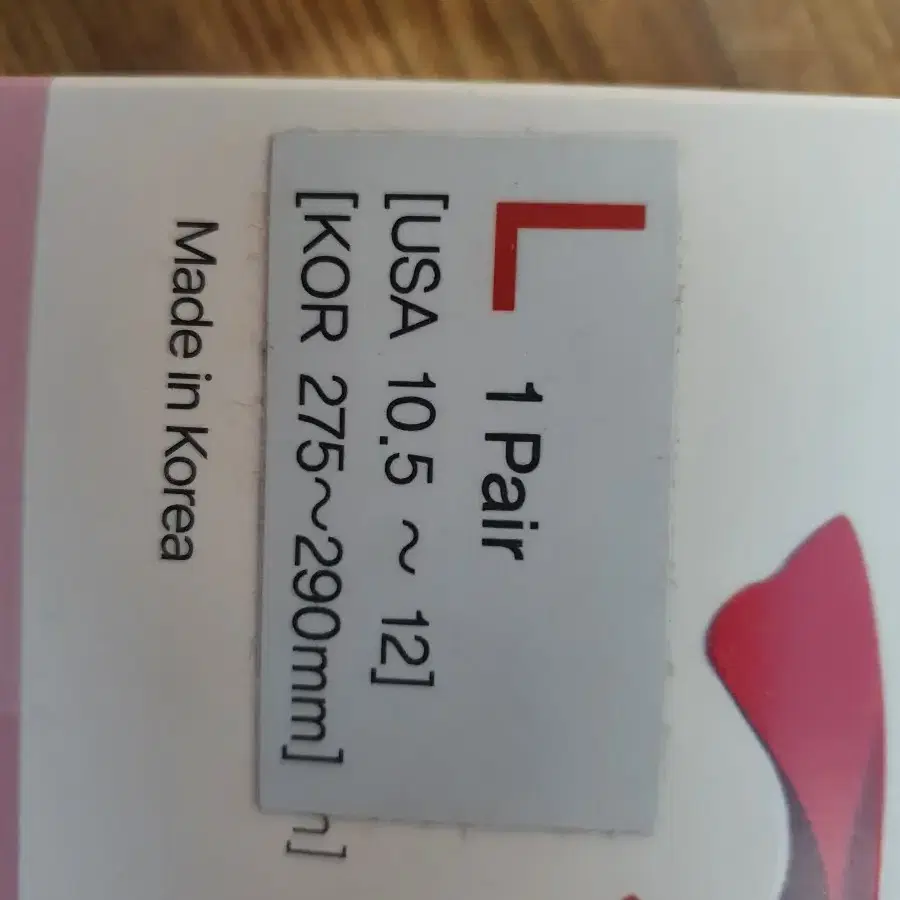 L 1 Pair
[USA 10.5 ~ 12]
[KOR 275~290mm]
Made in Korea